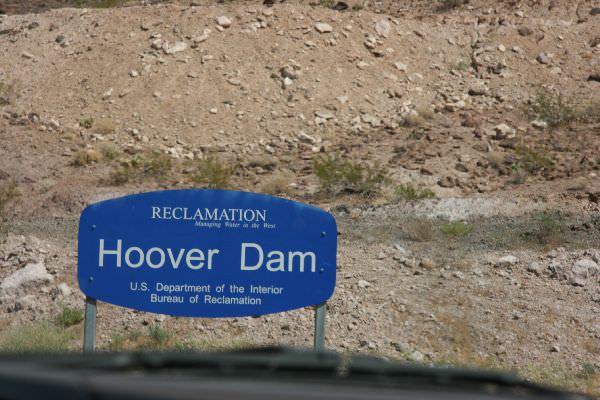 RECLAMATION
Managing Water in the West
Hoover Dam
U.S. Department of the Interior
Bureau of Reclamation